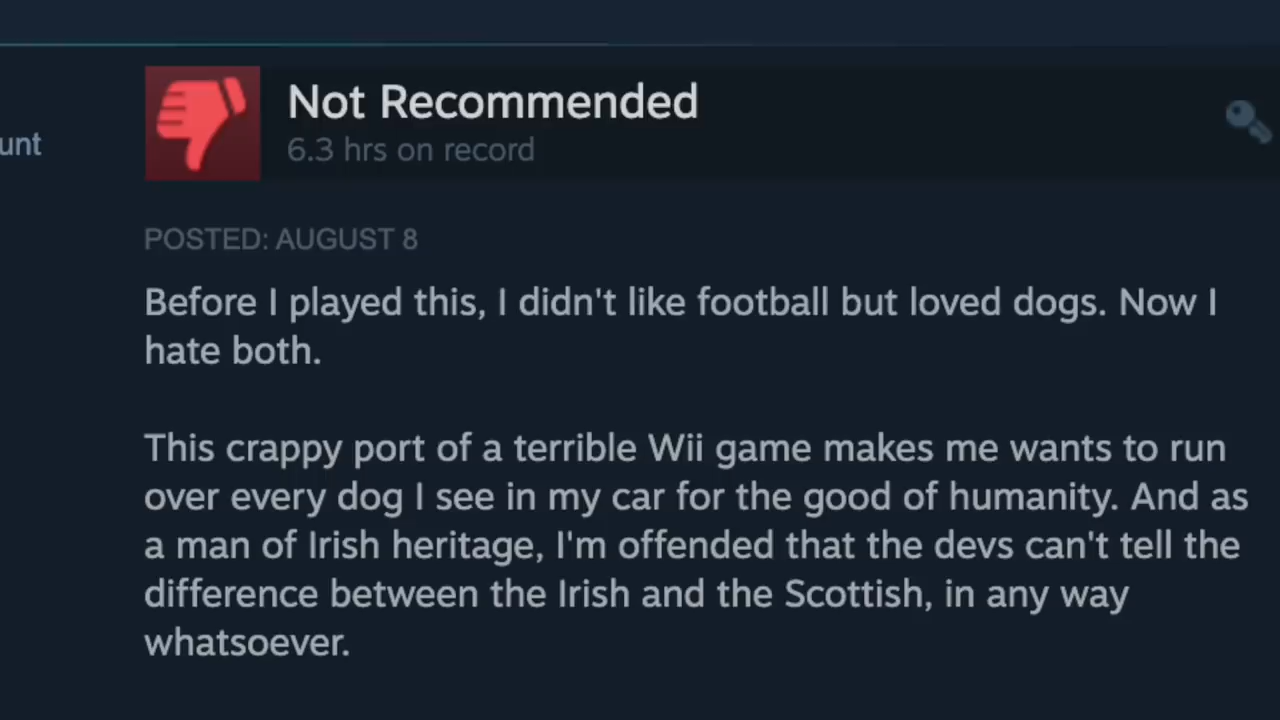 Not Recommended
6.3 hrs on record
unt
POSTED: AUGUST 8
Before I played this, I didn't like football but loved dogs. Now I
hate both.
This crappy port of a terrible Wii game makes me wants to run
over every dog I see in my car for the good of humanity. And as
a man of Irish heritage, I'm offended that the devs can't tell the
difference between the Irish and the Scottish, in any way
whatsoever.